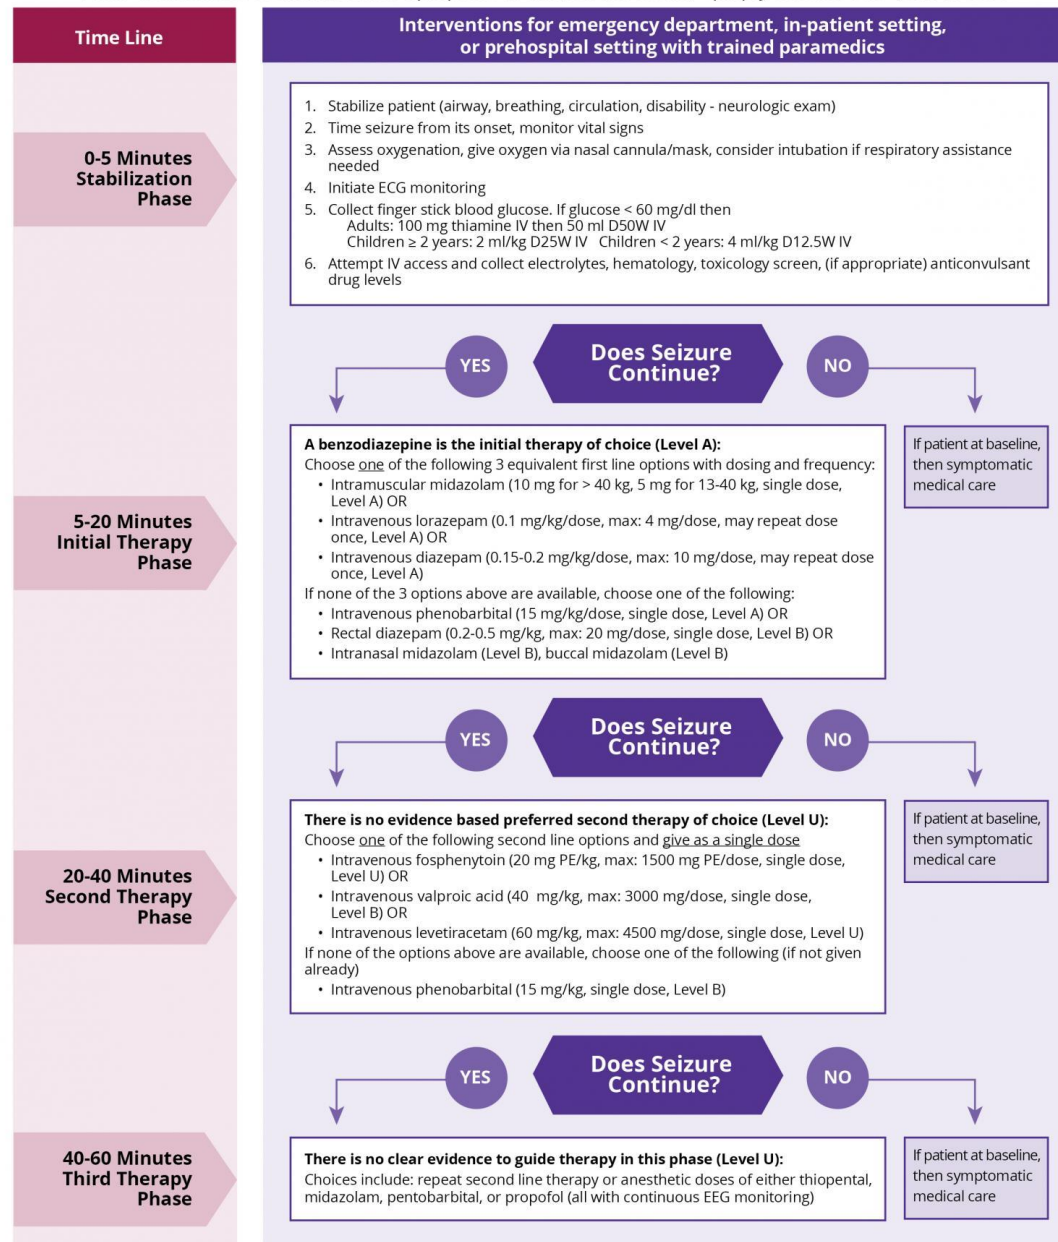 Time Line
Interventions for emergency department, in-patient setting,
or prehospital setting with trained paramedics
0-5 Minutes
Stabilization
Phase
1. Stabilize patient (airway, breathing, circulation, disability - neurologic exam)
2. Time seizure from its onset, monitor vital signs
3. Assess oxygenation, give oxygen via nasal cannula/mask, consider intubation if respiratory assistance
needed
4. Initiate ECG monitoring
5. Collect finger stick blood glucose. If glucose < 60 mg/dl then
Adults: 100 mg thiamine IV then 50 ml D50W IV
Children ≥ 2 years: 2 ml/kg D25W IV Children < 2 years: 4 ml/kg D12.5W IV
6. Attempt IV access and collect electrolytes, hematology, toxicology screen, (if appropriate) anticonvulsant
drug levels
YES
Does Seizure
Continue?
NO
5-20 Minutes
Initial Therapy
Phase
A benzodiazepine is the initial therapy of choice (Level A):
Choose one of the following 3 equivalent first line options with dosing and frequency:
• Intramuscular midazolam (10 mg for > 40 kg, 5 mg for 13-40 kg, single dose,
Level A) OR
• Intravenous lorazepam (0.1 mg/kg/dose, max: 4 mg/dose, may repeat dose
once, Level A) OR
• Intravenous diazepam (0.15-0.2 mg/kg/dose, max: 10 mg/dose, may repeat dose
once, Level A)
If none of the 3 options above are available, choose one of the following:
• Intravenous phenobarbital (15 mg/kg/dose, single dose, Level A) OR
• Rectal diazepam (0.2-0.5 mg/kg, max: 20 mg/dose, single dose, Level B) OR
• Intranasal midazolam (Level B), buccal midazolam (Level B)
If patient at baseline,
then symptomatic
medical care
YES
Does Seizure
Continue?
NO
20-40 Minutes
Second Therapy
Phase
There is no evidence based preferred second therapy of choice (Level U):
Choose one of the following second line options and give as a single dose
• Intravenous fosphenytoin (20 mg PE/kg, max: 1500 mg PE/dose, single dose,
Level U) OR
• Intravenous valproic acid (40 mg/kg, max: 3000 mg/dose, single dose,
Level B) OR
• Intravenous levetiracetam (60 mg/kg, max: 4500 mg/dose, single dose, Level U)
If none of the options above are available, choose one of the following (if not given
already)
• Intravenous phenobarbital (15 mg/kg, single dose, Level B)
If patient at baseline,
then symptomatic
medical care
YES
Does Seizure
Continue?
NO
40-60 Minutes
Third Therapy
Phase
There is no clear evidence to guide therapy in this phase (Level U):
Choices include: repeat second line therapy or anesthetic doses of either thiopental,
midazolam, pentobarbital, or propofol (all with continuous EEG monitoring)
If patient at baseline,
then symptomatic
medical care